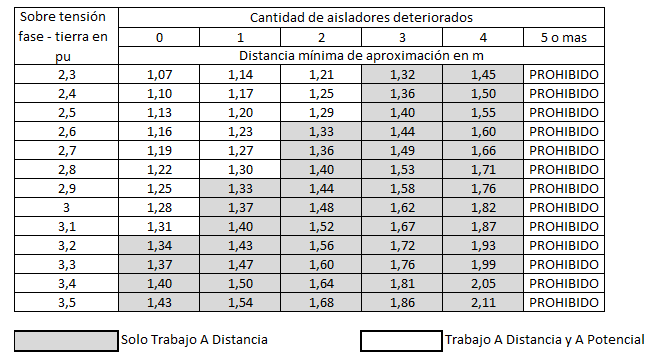 Sobre tensión fase - tierra en pu Cantidad de aisladores deteriorados
0 1 2 3 4 5 o mas
Distancia mínima de aproximación en m
2,3 1,07 1,14 1,21 1,32 1,45 PROHIBIDO
2,4 1,10 1,17 1,25 1,36 1,50 PROHIBIDO
2,5 1,13 1,20 1,29 1,40 1,55 PROHIBIDO
2,6 1,16 1,23 1,33 1,44 1,60 PROHIBIDO
2,7 1,19 1,27 1,36 1,49 1,66 PROHIBIDO
2,8 1,22 1,30 1,40 1,53 1,71 PROHIBIDO
2,9 1,25 1,33 1,44 1,58 1,76 PROHIBIDO
3 1,28 1,37 1,48 1,62 1,82 PROHIBIDO
3,1 1,31 1,40 1,52 1,67 1,87 PROHIBIDO
3,2 1,34 1,43 1,56 1,72 1,93 PROHIBIDO
3,3 1,37 1,47 1,60 1,76 1,99 PROHIBIDO
3,4 1,40 1,50 1,64 1,81 2,05 PROHIBIDO
3,5 1,43 1,54 1,68 1,86 2,11 PROHIBIDO
Solo Trabajo A Distancia Trabajo A Distancia y A Potencial